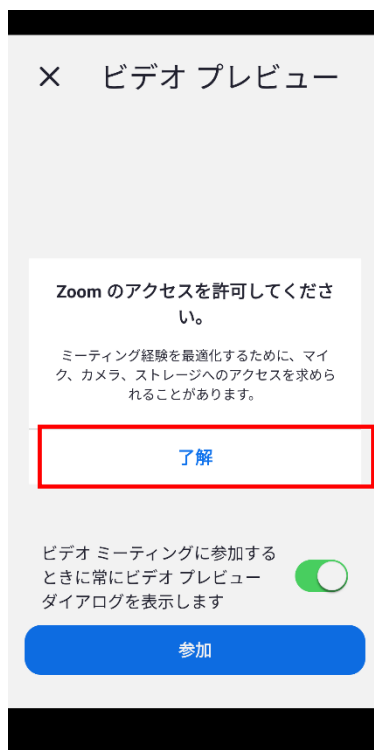 × ビデオ プレビュー
Zoom のアクセスを許可してくださ
い。
ミーティング経験を最適化するために、マイ
ク、カメラ、ストレージへのアクセスを求めら
れることがあります。
了解
ビデオ ミーティングに参加する
ときに常にビデオ プレビュー
ダイアログを表示します
参加